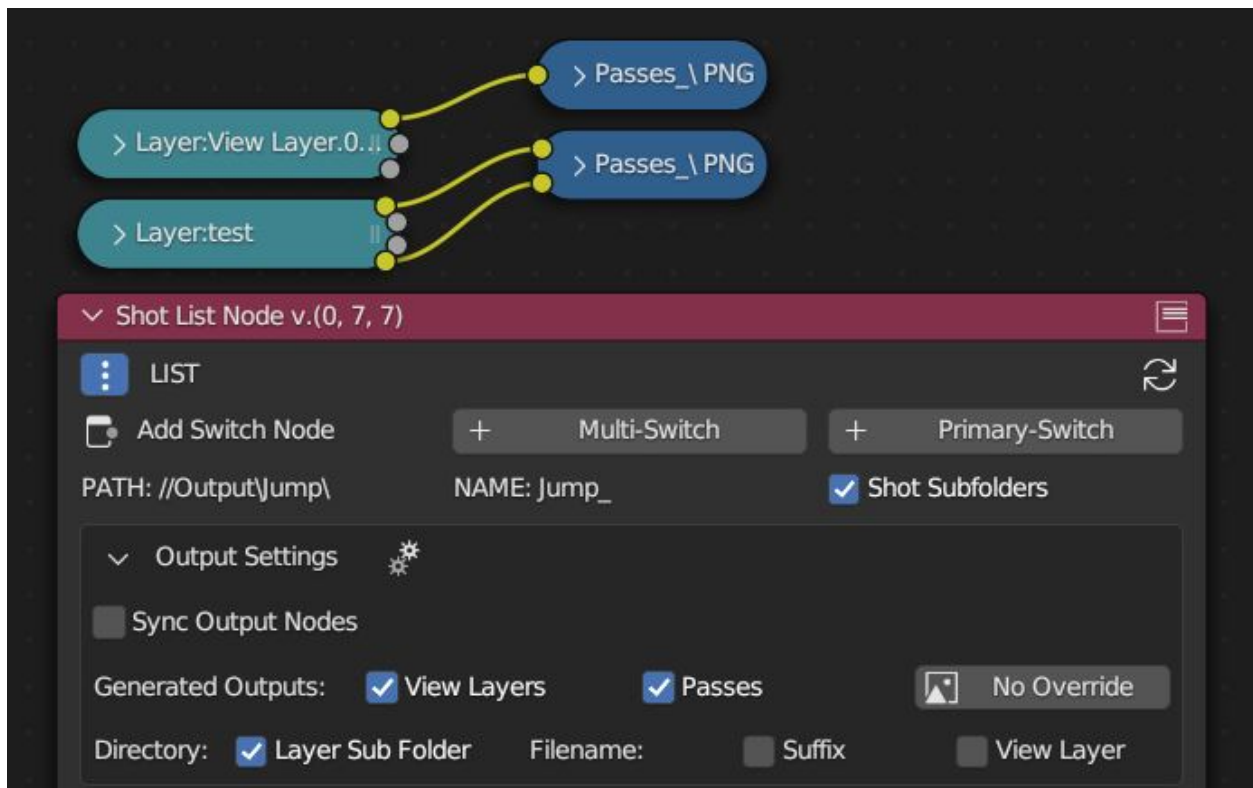 Passes_\ PNG
Layer:View Layer.0...
Passes_\ PNG
Layer:test
Shot List Node v.(0, 7, 7)
LIST
Add Switch Node + Multi-Switch + Primary-Switch
PATH: //Output\Jump\ NAME: Jump_ Shot Subfolders
Output Settings
Sync Output Nodes
Generated Outputs: View Layers Passes No Override
Directory: Layer Sub Folder Filename: Suffix View Layer